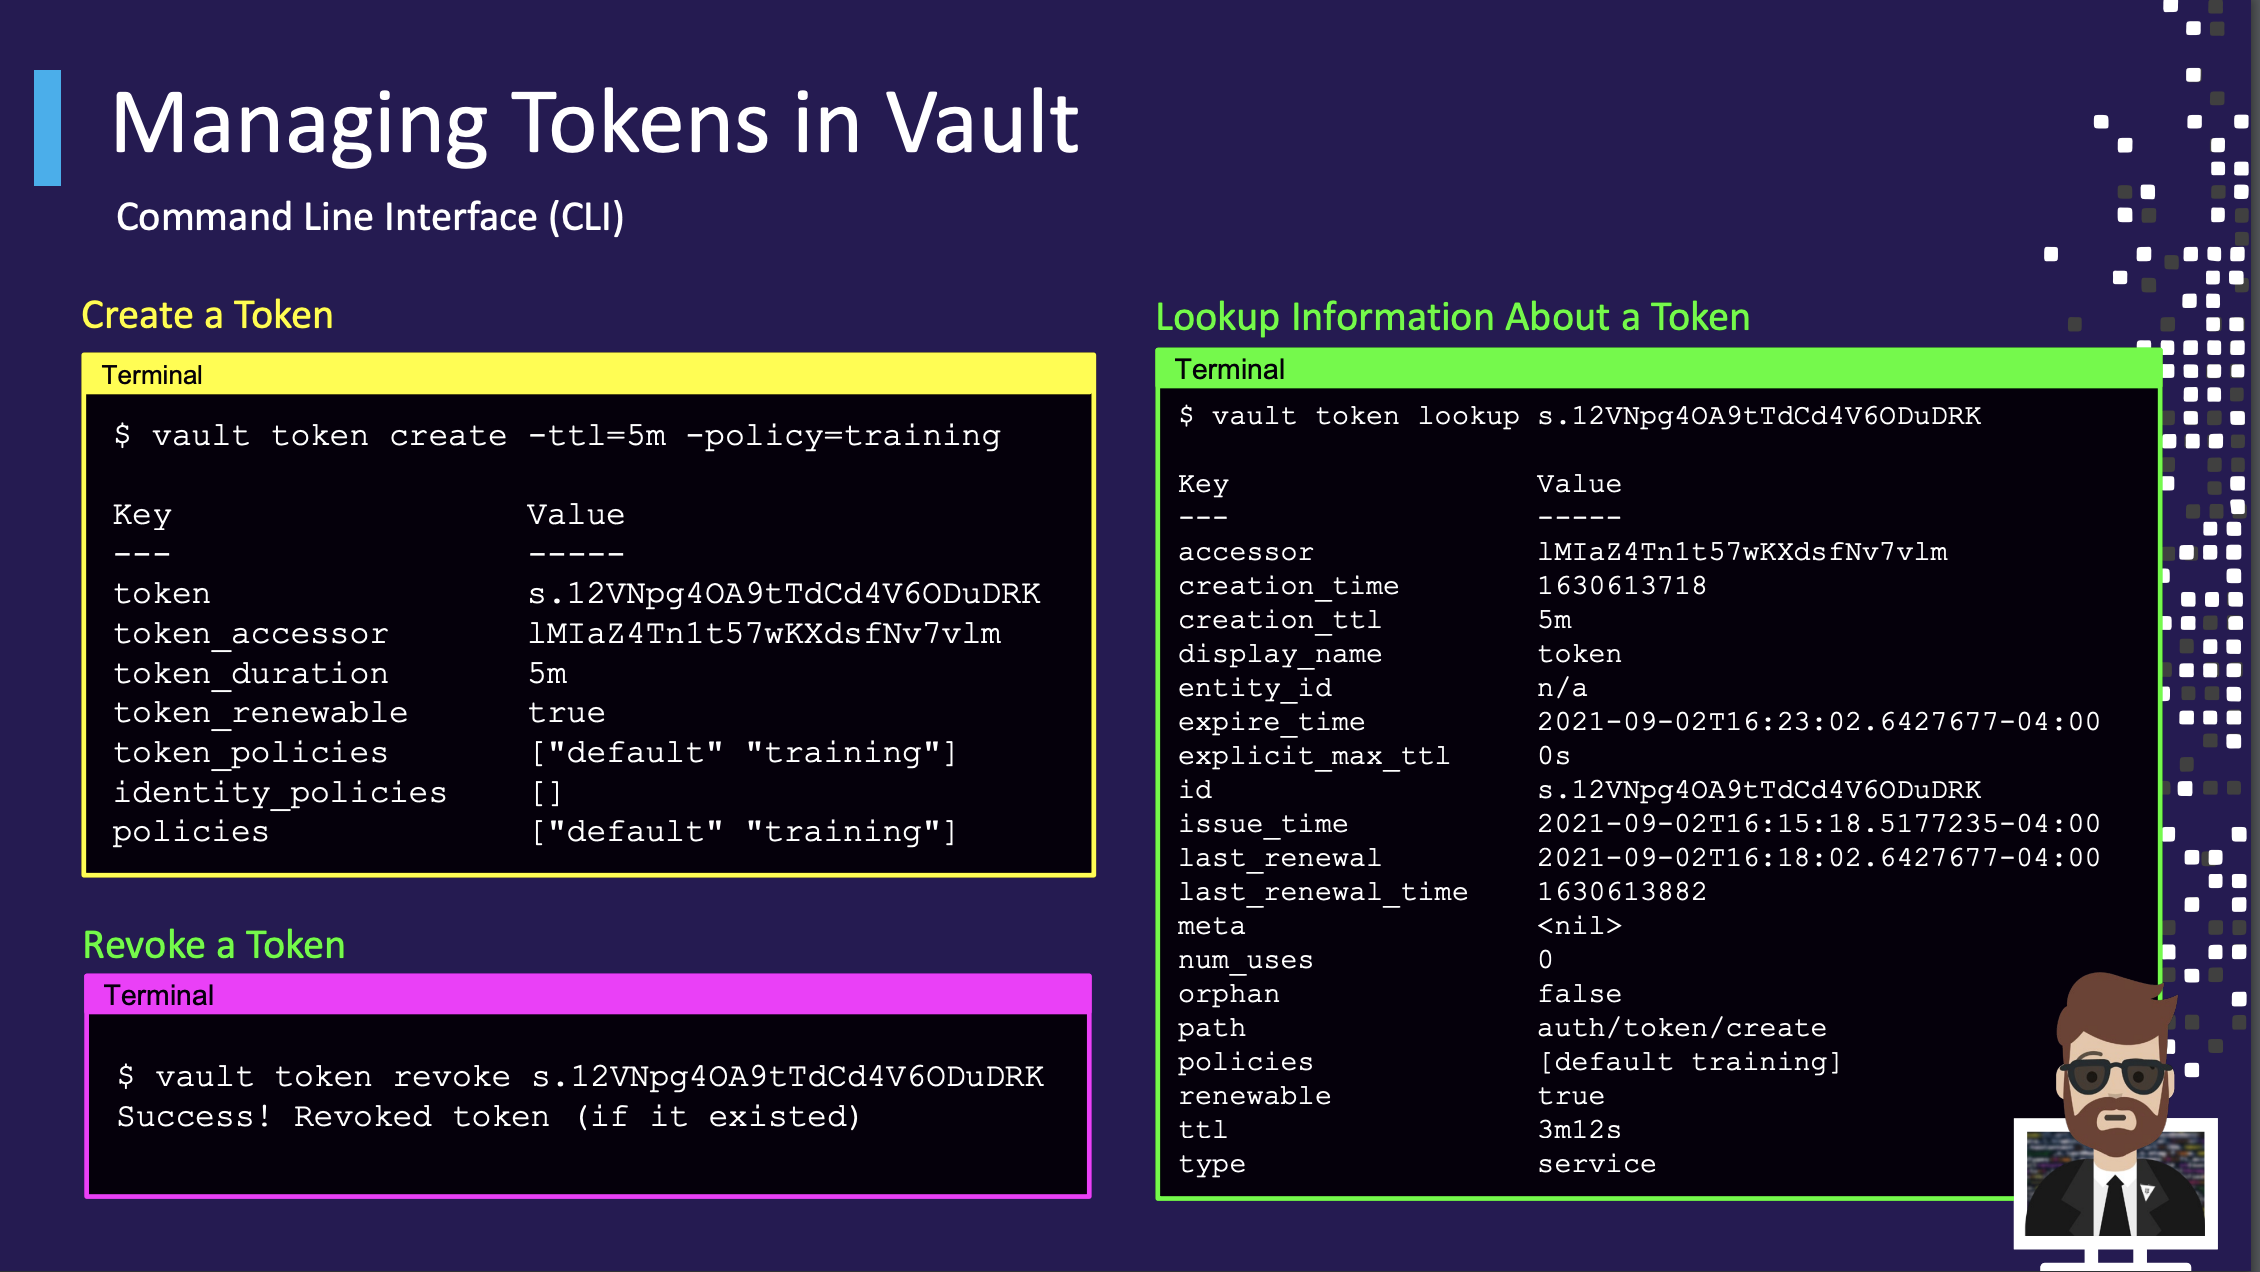 Managing Tokens in Vault
Command Line Interface (CLI)
Create a Token
Terminal
$ vault token create -ttl=5m -policy=training
Key Value
--- -----
token s.12VNpg4OA9tTdCd4V6ODuDRK
token_accessor lMIaZ4Tn1t57wKXdsfNv7vlm
token_duration 5m
token_renewable true
token_policies ["default" "training"]
identity_policies []
policies ["default" "training"]
Revoke a Token
Terminal
$ vault token revoke s.12VNpg4OA9tTdCd4V6ODuDRK
Success! Revoked token (if it existed)
Lookup Information About a Token
Terminal
$ vault token lookup s.12VNpg4OA9tTdCd4V6ODuDRK
Key Value
--- -----
accessor lMIaZ4Tn1t57wKXdsfNv7vlm
creation_time 1630613718
creation_ttl 5m
display_name token
entity_id n/a
expire_time 2021-09-02T16:23:02.6427677-04:00
explicit_max_ttl 0s
id s.12VNpg4OA9tTdCd4V6ODuDRK
issue_time 2021-09-02T16:15:18.5177235-04:00
last_renewal 2021-09-02T16:18:02.6427677-04:00
last_renewal_time 1630613882
meta <nil>
num_uses 0
orphan false
path auth/token/create
policies [default training]
renewable true
ttl 3m12s
type service